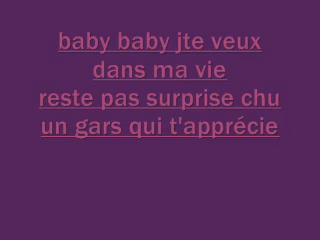 baby baby jte veux
dans ma vie
reste pas surprise chu
un gars qui t'apprécie